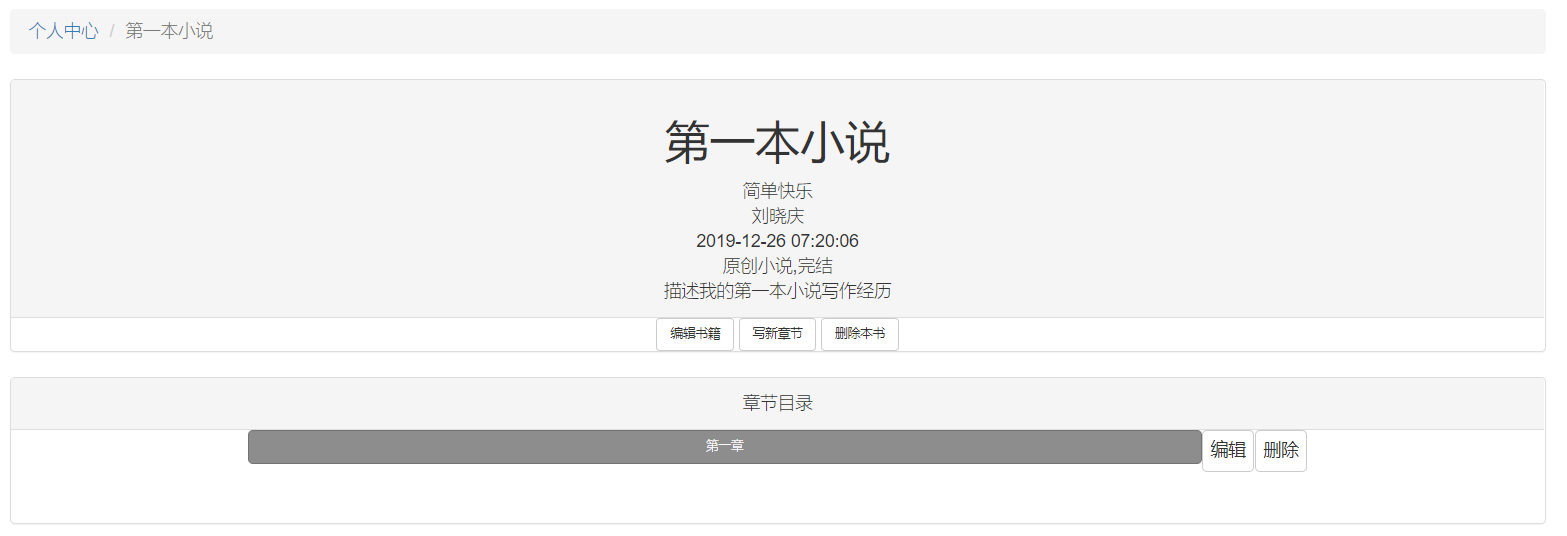 个人中心 / 第一本小说
第一本小说
简单快乐
刘晓庆
2019-12-26 07:20:06
原创小说,完结
描述我的第一本小说写作经历
编辑书籍 写新章节 删除本书
章节目录
第一章 编辑 删除